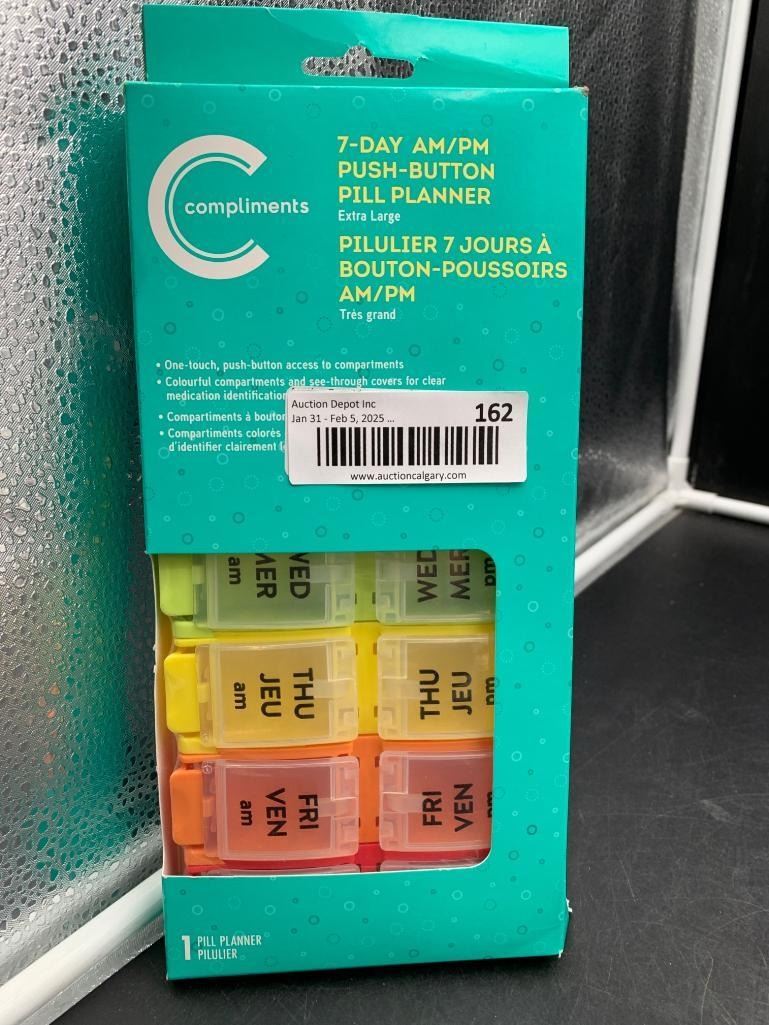 compliments
7-DAY AM/PM
PUSH-BUTTON
PILL PLANNER
Extra Large
PILULIER 7 JOURS À
BOUTON-POUSSOIRS
AM/PM
Très grand
• One-touch, push-button access to compartments
• Colourful compartments and see-through covers for clear
medication identification
• Compartiments à bouton
• Compartiments colorés
d'identifier clairement
Auction Depot Inc
162
Jan 31 - Feb 5, 2025 ...
www.auctioncalgary.com
WED
MER
am
WED
MER
pm
THU
JEU
am
THU
JEU
pm
FRI
VEN
am
FRI
VEN
pm
1 PILL PLANNER
PILULIER